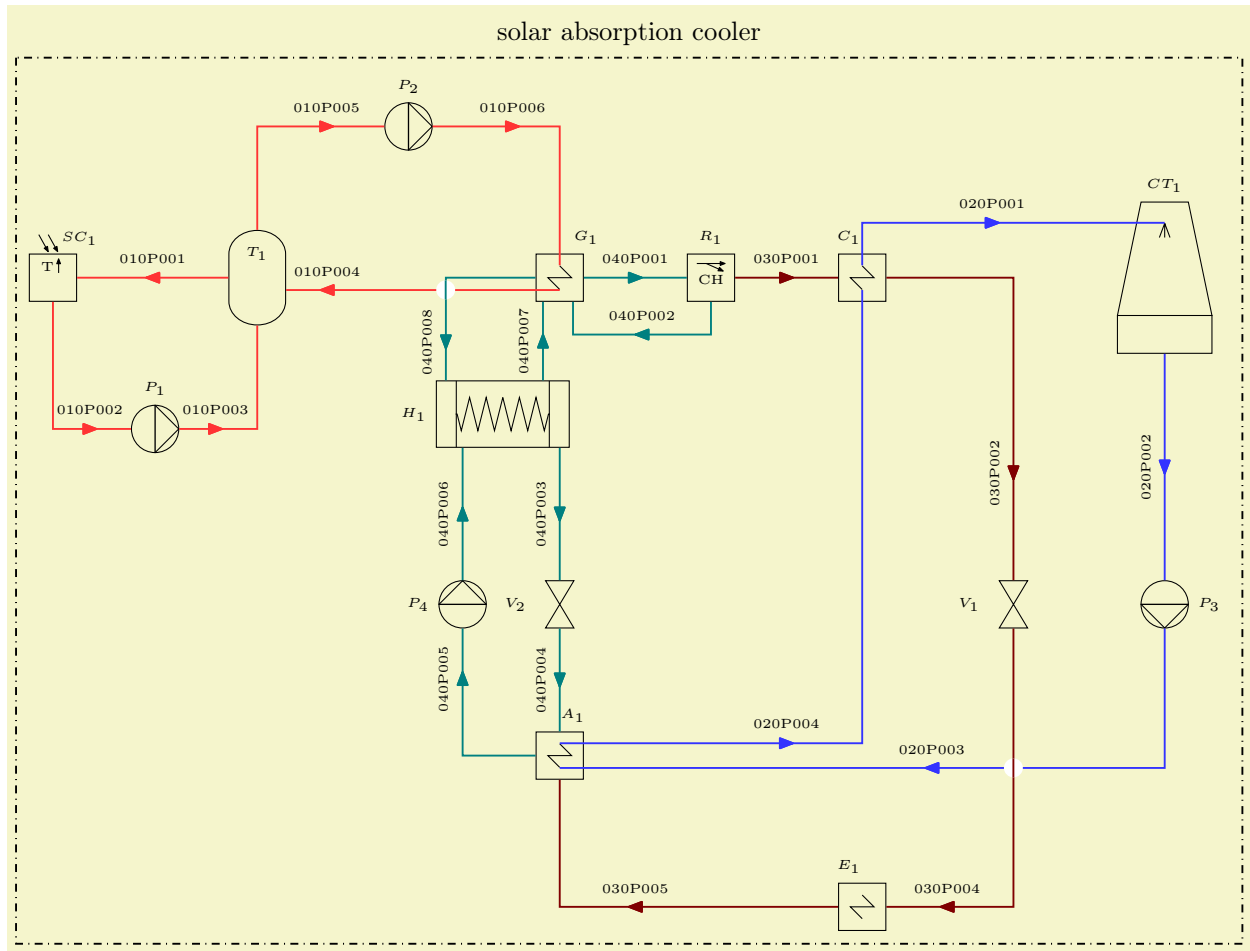 solar absorption cooler
P2
010P005
010P006
CT1
020P001
SC1
T1
G1
R1
C1
T
010P001
010P004
040P001
CH
030P001
040P002
040P008
040P007
P1
010P002
010P003
H1
040P006
040P003
030P002
020P002
P4
V2
V1
P3
040P005
040P004
A1
020P004
020P003
E1
030P005
030P004